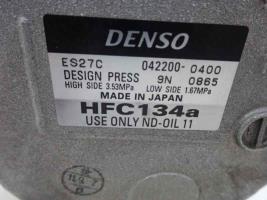 DENSO
ES27C 042200-0400
DESIGN PRESS 9N 0865
HIGH SIDE 3.53MPa LOW SIDE 1.67MPa
MADE IN JAPAN
HFC134a
USE ONLY ND-OIL 11